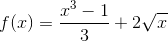 f(x) = \frac{x^3 - 1}{3} + 2\sqrt{x}